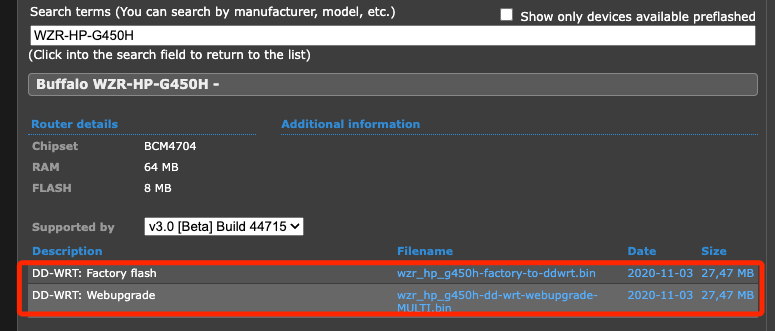 Search terms (You can search by manufacturer, model, etc.)
Show only devices available preflashed
WZR-HP-G450H
(Click into the search field to return to the list)
Buffalo WZR-HP-G450H -
Router details Additional information
Chipset BCM4704
RAM 64 MB
FLASH 8 MB
Supported by v3.0 [Beta] Build 44715
Description Filename Date Size
DD-WRT: Factory flash wzr_hp_g450h-factory-to-ddwrt.bin 2020-11-03 27,47 MB
DD-WRT: Webupgrade wzr_hp_g450h-dd-wrt-webupgrade- 2020-11-03 27,47 MB
MULTI.bin